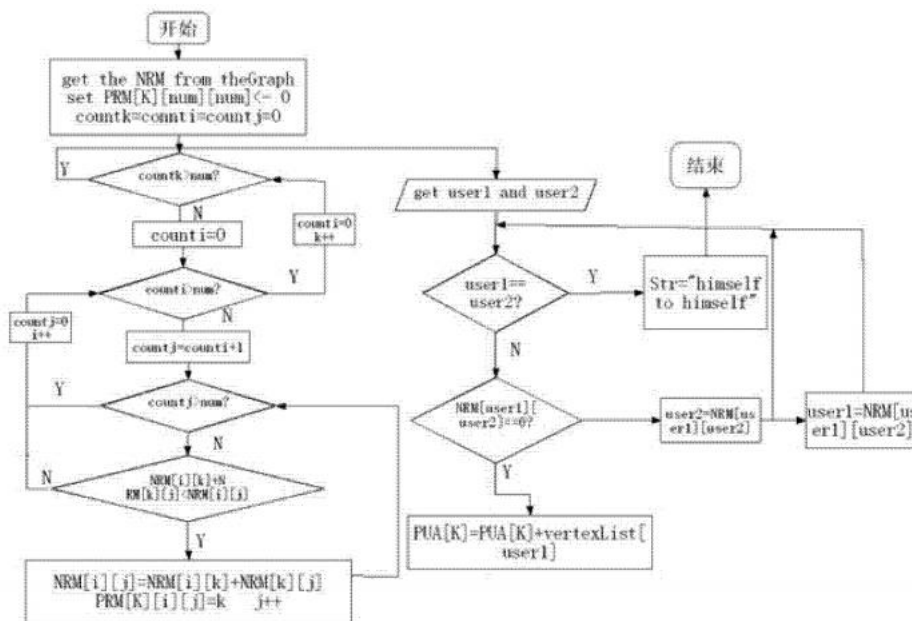 开始
get the NRM from theGraph
set PRM[K][num][num]<- 0
countk=connti=countj=0
Y
countk>num?
N
counti=0
counti=0
k++
counti>num?
Y
N
countj=0
i++
countj=counti+1
Y
countj>num?
N
N
NRM[i][k]+N
RM[k][j]<NRM[i][j]
Y
NRM[i][j]=NRM[i][k]+NRM[k][j]
PRM[K][i][j]=k j++
get user1 and user2
结束
user1==
user2?
Y
Str="himself
to himself"
N
NRM[user1][
user2]==0?
user2=NRM[us
er1][user2]
user1=NRM[us
er1][user2]
Y
PUA[K]=PUA[K]+vertexList[
user1]